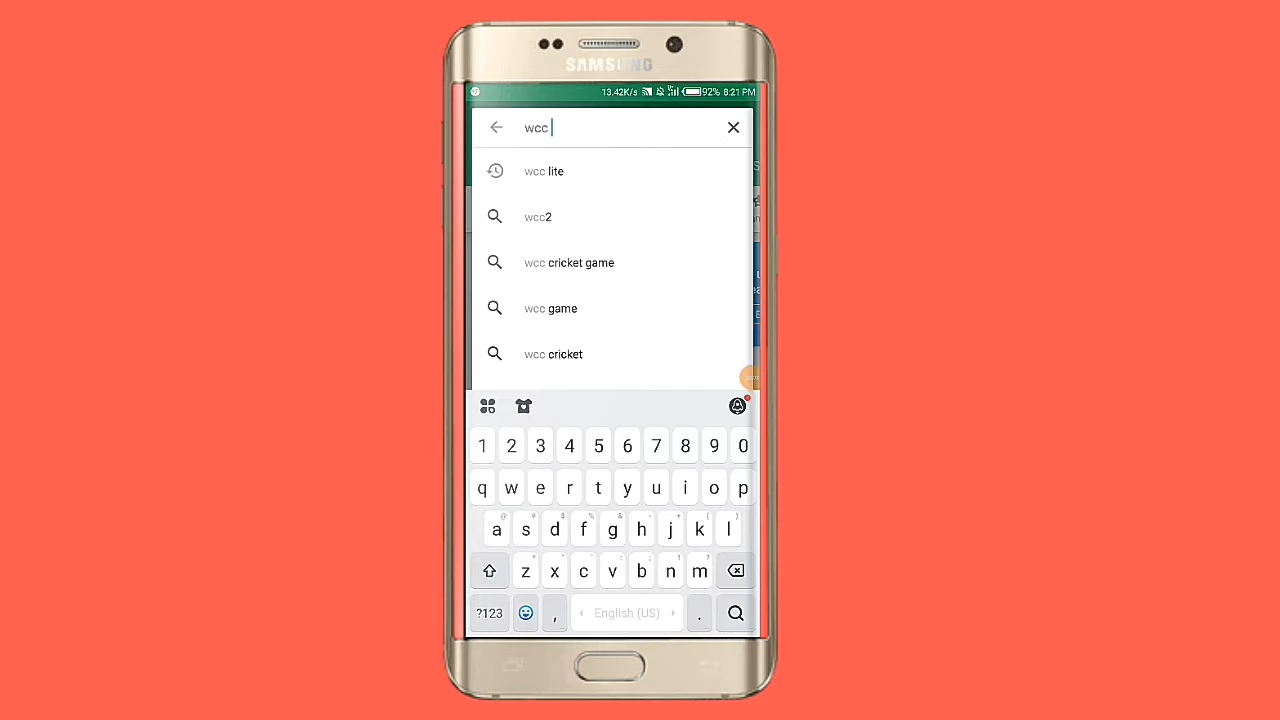 SAMSUNG
13.42K/s 92% 8:21 PM
wcc
wcc lite
wcc2
wcc cricket game
wcc game
wcc cricket
1 2 3 4 5 6 7 8 9 0
q w e r t y u i o p
@ # $ % & - + ( )
a s d f g h j k l
z x c v b n m
?123 , English (US) .